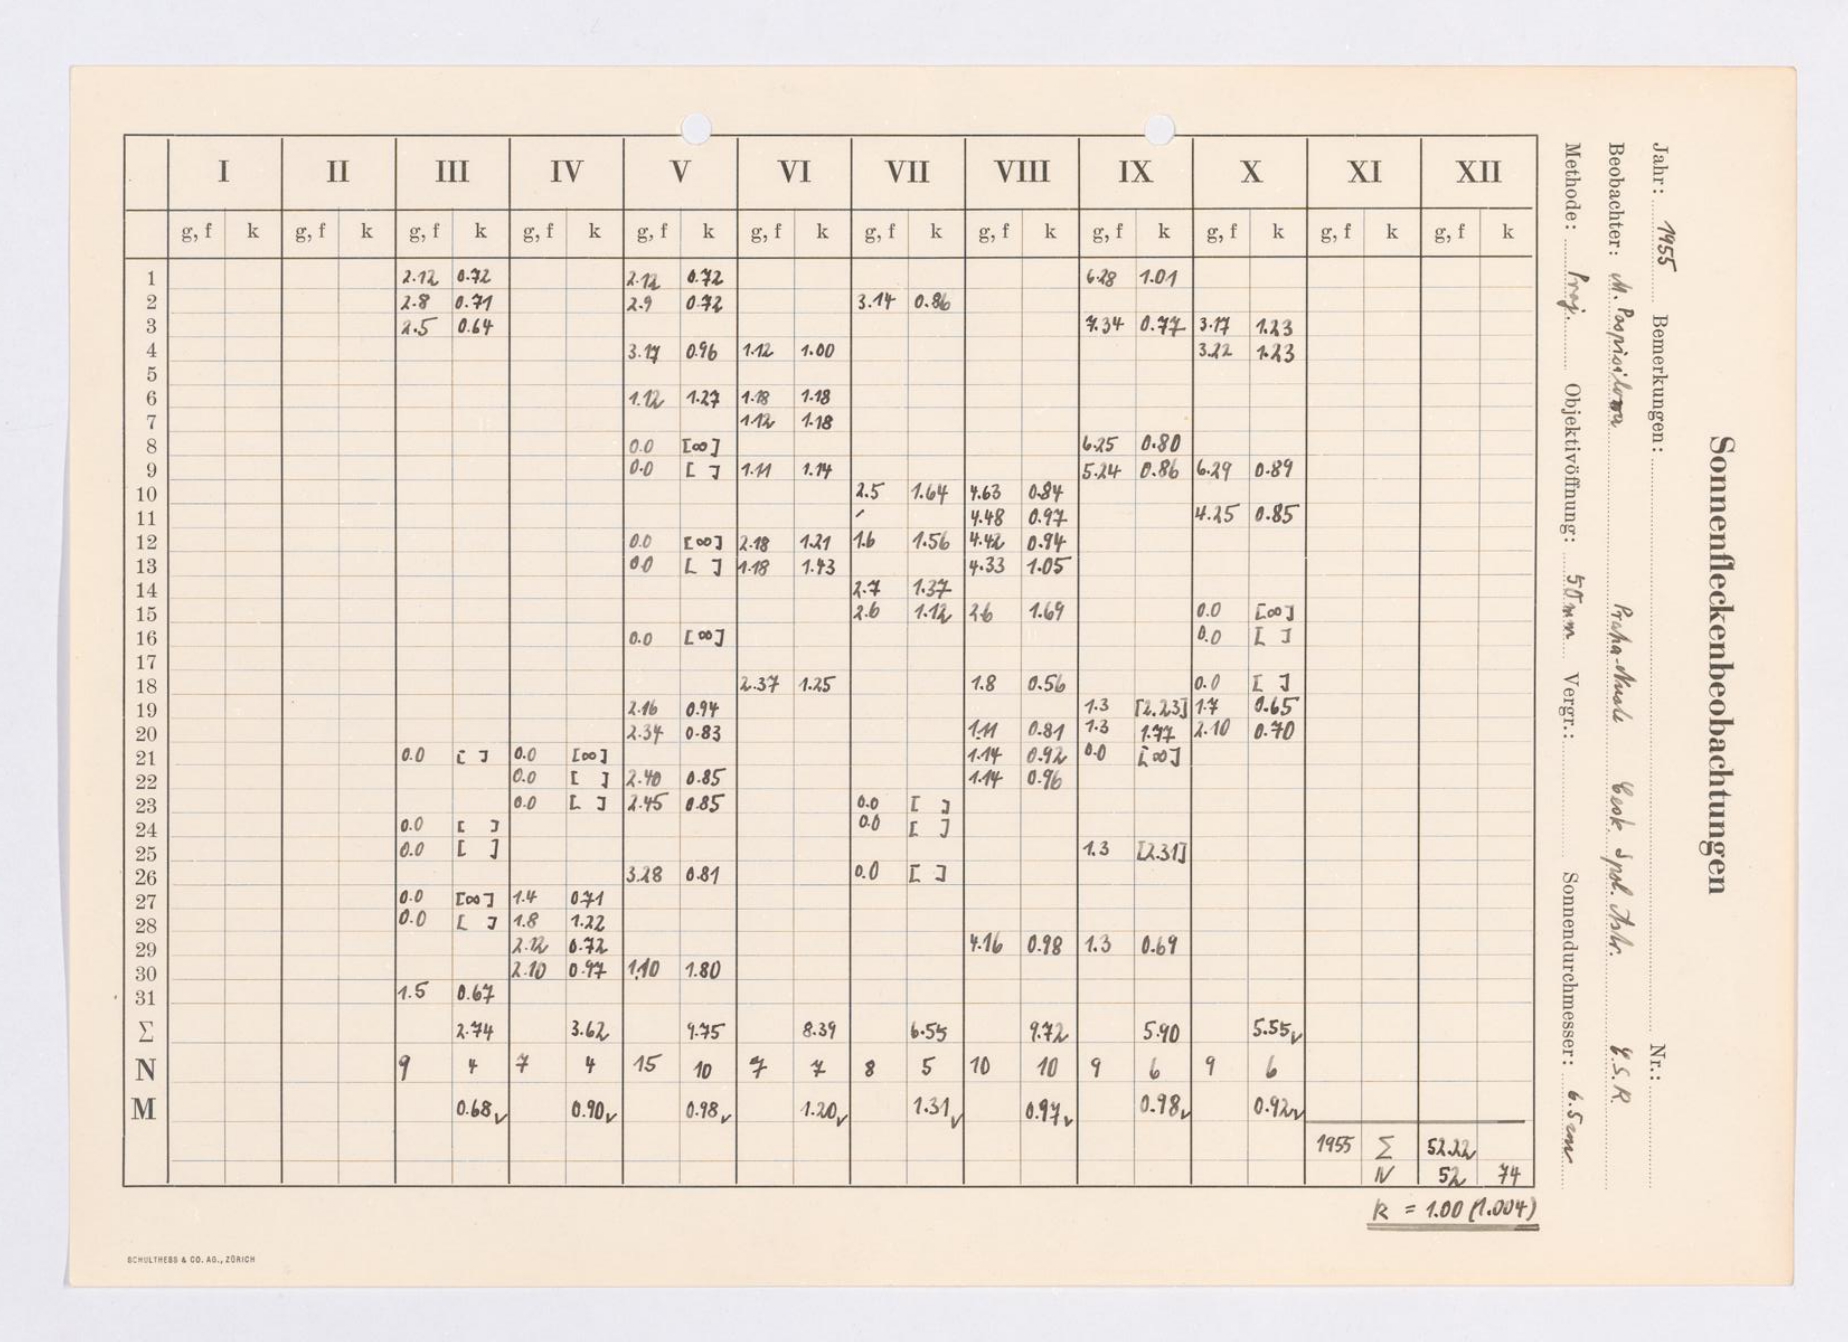 Sonnenfleckenbeobachtungen
Jahr: 1955 Bemerkungen: Nr.:
Beobachter: M. Pospisilova Praha-Nusle Česk. Spol. Astr. Č.S.R.
Methode: Proj. Objektivöffnung: 50 mm Vergr.: Sonnendurchmesser: 6.5 cm
I II III IV V VI VII VIII IX X XI XII
g, f k g, f k g, f k g, f k g, f k g, f k g, f k g, f k g, f k g, f k g, f k g, f k
1 2.12 0.72 2.12 0.72 6.28 1.01
2 2.8 0.71 2.9 0.72 3.14 0.86
3 2.5 0.64 7.34 0.77 3.17 1.23
4 3.17 0.96 1.12 1.00 3.22 1.23
5
6 1.12 1.27 1.18 1.18
7 1.12 1.18
8 0.0 [∞] 6.25 0.80
9 0.0 [ ] 1.11 1.14 5.24 0.86 6.29 0.89
10 2.5 1.64 4.63 0.84
11 4.48 0.97 4.25 0.85
12 0.0 [∞] 2.18 1.21 1.6 1.56 4.42 0.94
13 0.0 [ ] 1.18 1.43 4.33 1.05
14 2.7 1.37
15 2.6 1.12 2.6 1.69 0.0 [∞]
16 0.0 [∞] 0.0 [ ]
17
18 2.37 1.25 1.8 0.56 0.0 [ ]
19 2.16 0.94 1.3 [2.23] 1.7 0.65
20 2.34 0.83 1.11 0.81 1.3 1.77 2.10 0.70
21 0.0 [ ] 0.0 [∞] 1.14 0.92 0.0 [∞]
22 0.0 [ ] 2.40 0.85 1.14 0.96
23 0.0 [ ] 2.45 0.85 0.0 [ ]
24 0.0 [ ] 0.0 [ ]
25 0.0 [ ] 1.3 [2.31]
26 3.28 0.81 0.0 [ ]
27 0.0 [∞] 1.4 0.71
28 0.0 [ ] 1.8 1.22
29 2.12 0.72 4.16 0.98 1.3 0.69
30 2.10 0.97 1.10 1.80
31 1.5 0.67
Σ 2.74 3.62 9.75 8.39 6.55 9.72 5.90 5.55✓
N 9 4 7 4 15 10 7 7 8 5 10 10 9 6 9 6
M 0.68✓ 0.90✓ 0.98✓ 1.20✓ 1.31✓ 0.97✓ 0.98✓ 0.92✓
1955 Σ 52.22
N 52 74
k = 1.00 (1.004)
SCHULTHESS & CO. AG., ZÜRICH